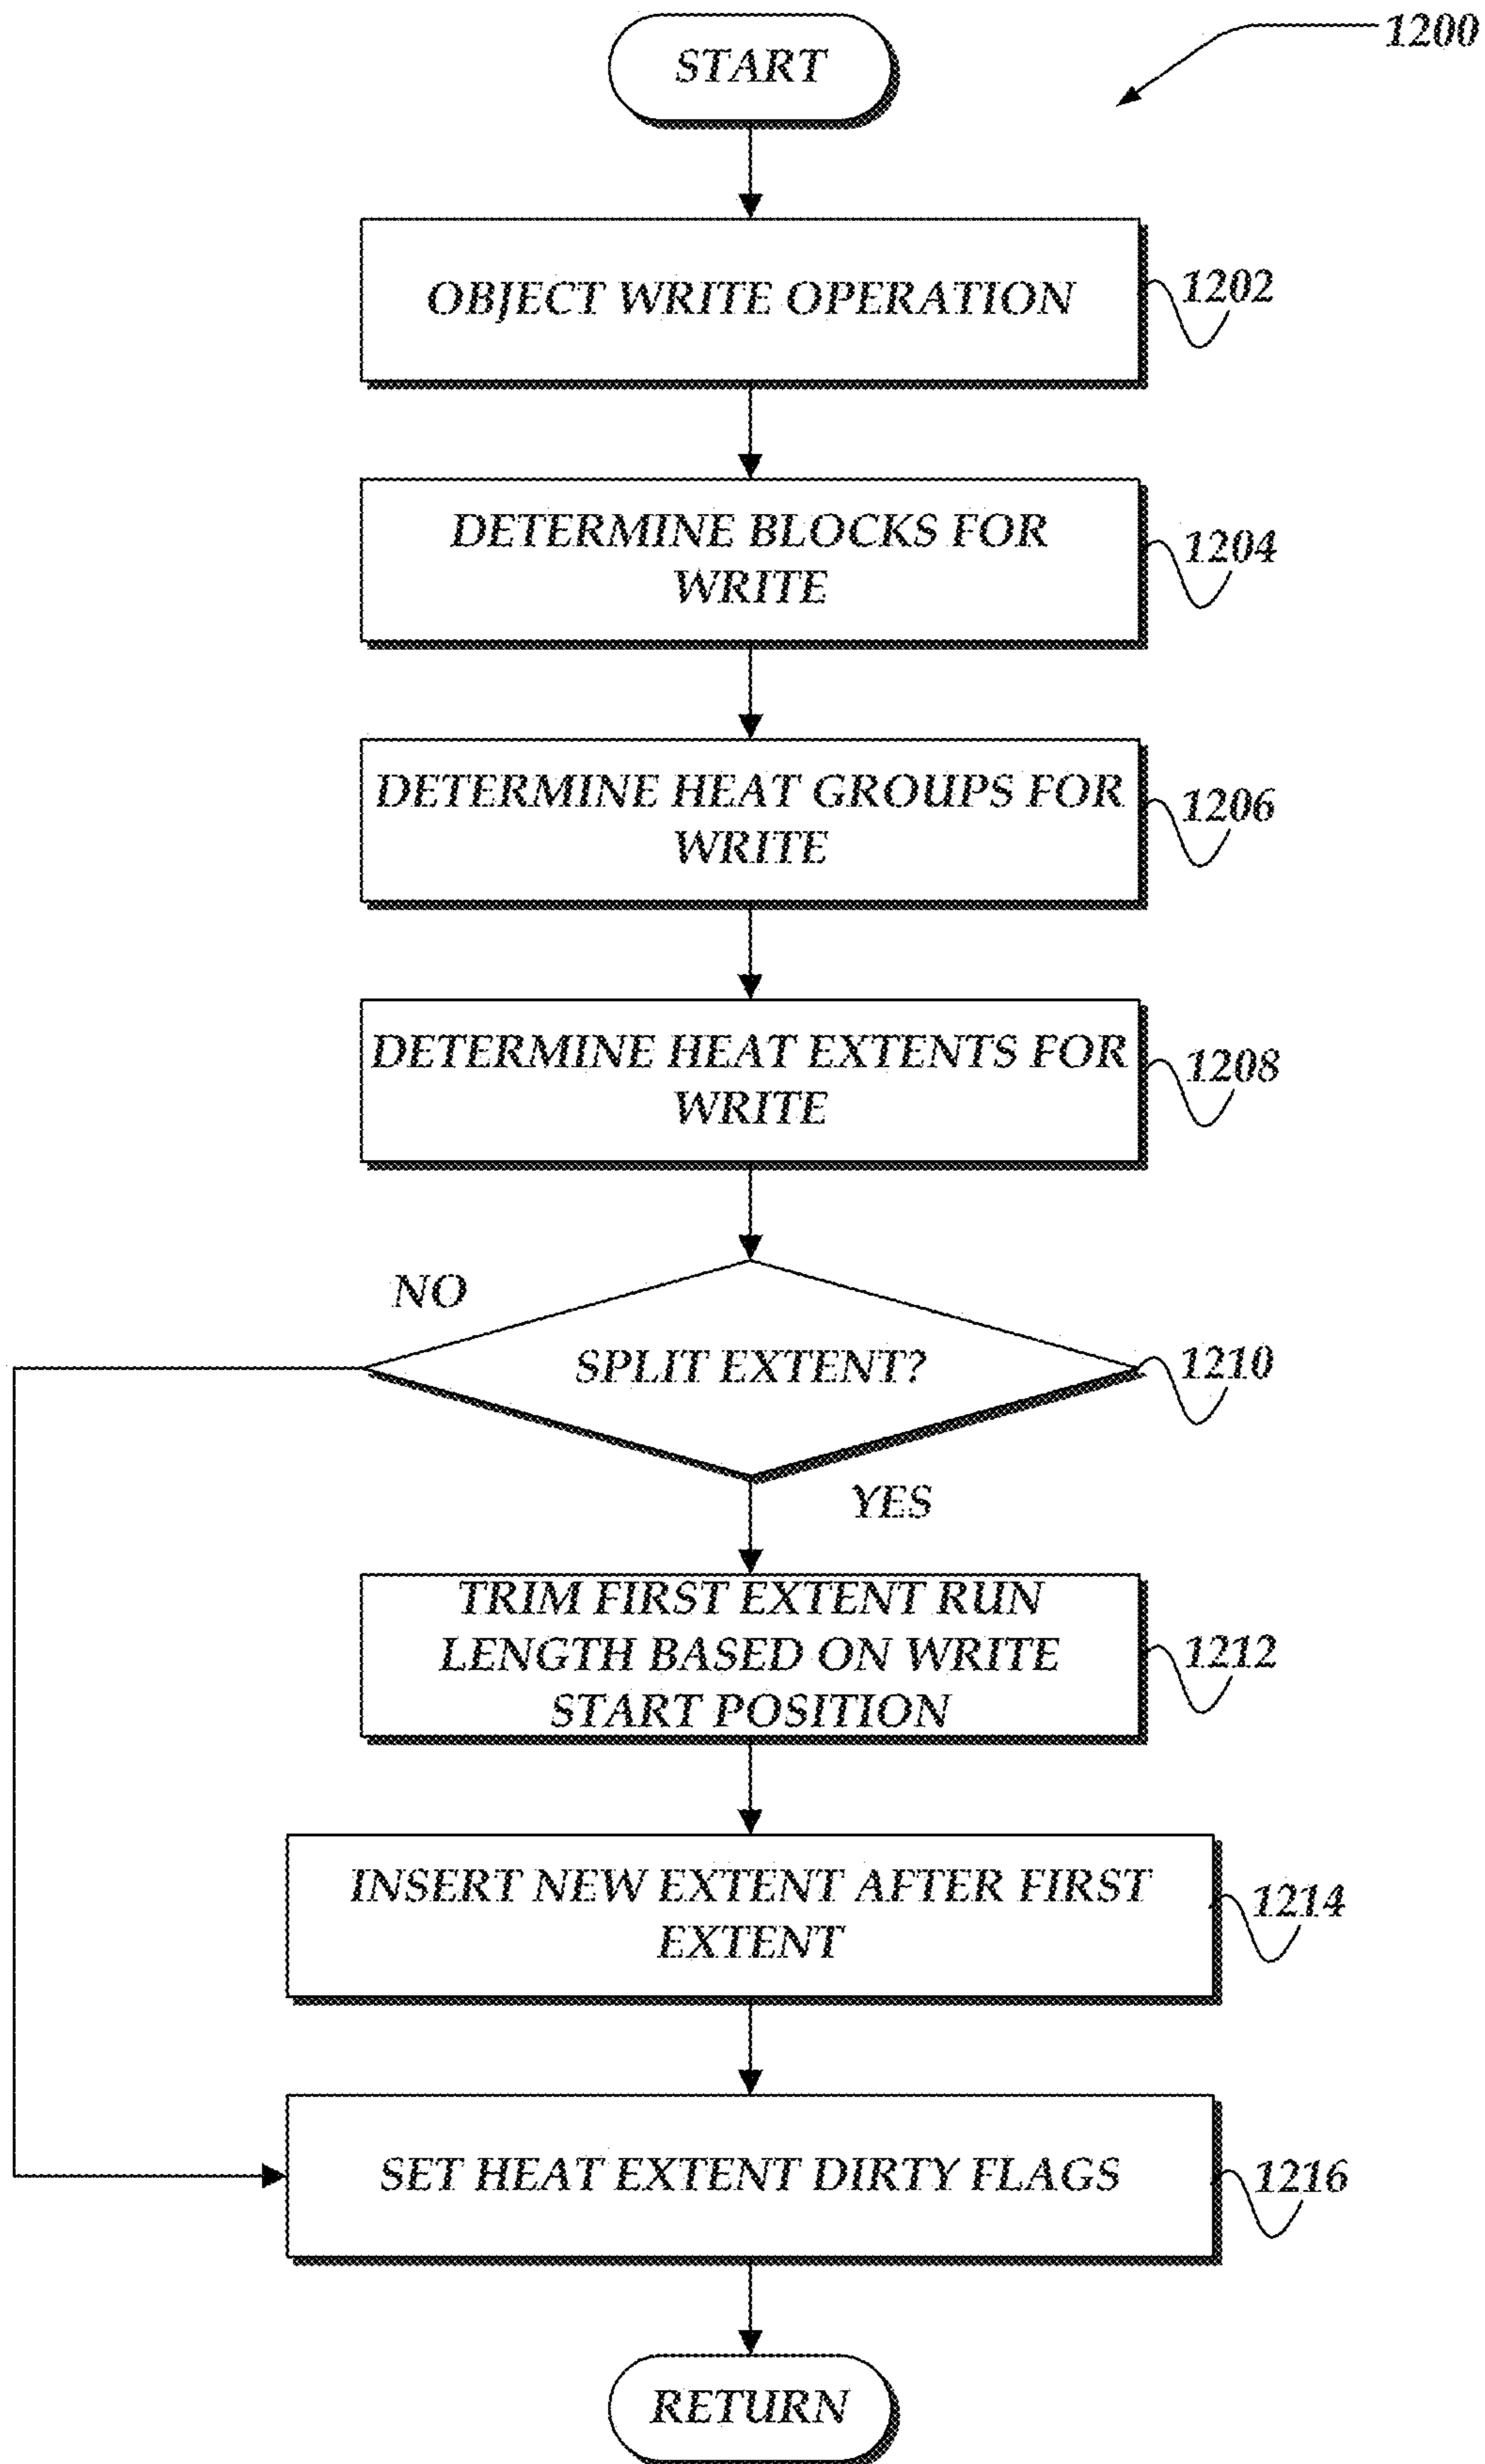 1200
START
OBJECT WRITE OPERATION
1202
DETERMINE BLOCKS FOR
WRITE
1204
DETERMINE HEAT GROUPS FOR
WRITE
1206
DETERMINE HEAT EXTENTS FOR
WRITE
1208
NO
SPLIT EXTENT?
1210
YES
TRIM FIRST EXTENT RUN
LENGTH BASED ON WRITE
START POSITION
1212
INSERT NEW EXTENT AFTER FIRST
EXTENT
1214
SET HEAT EXTENT DIRTY FLAGS
1216
RETURN